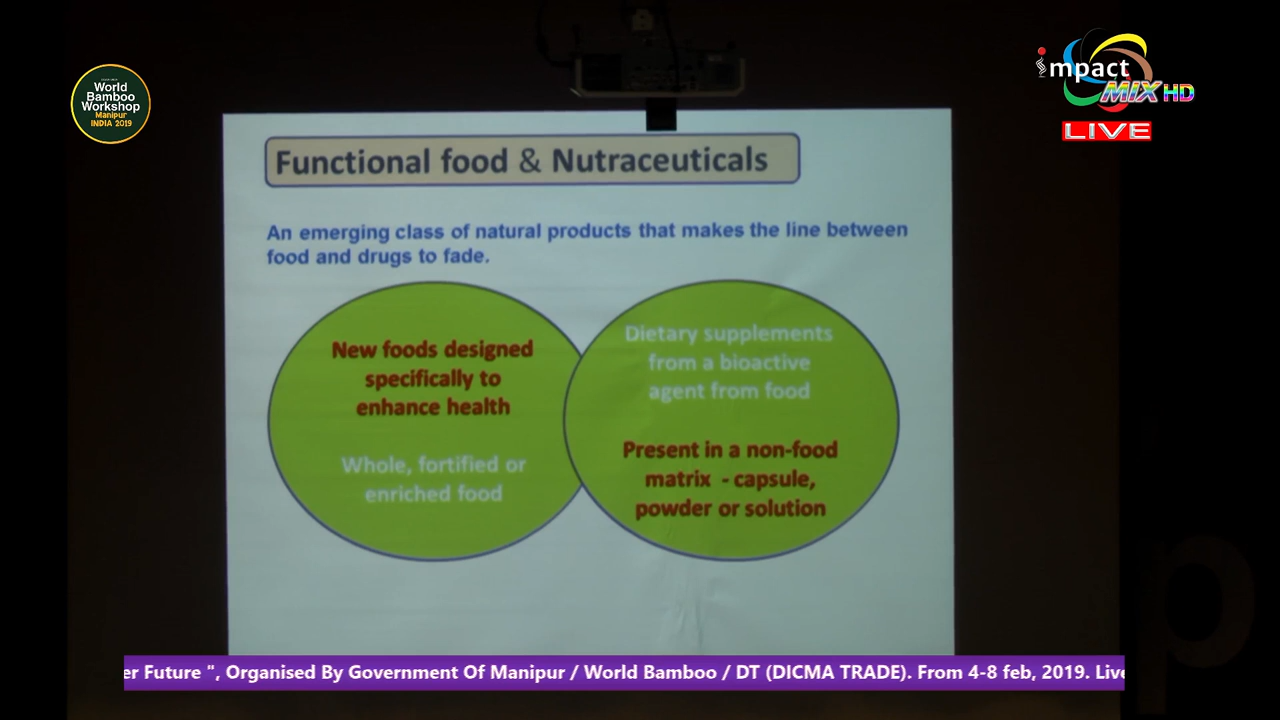 World
Bamboo
Workshop
Manipur
INDIA 2019
impact
MIX HD
LIVE
Functional food & Nutraceuticals
An emerging class of natural products that makes the line between
food and drugs to fade.
New foods designed
specifically to
enhance health
Whole, fortified or
enriched food
Dietary supplements
from a bioactive
agent from food
Present in a non-food
matrix - capsule,
powder or solution
er Future ", Organised By Government Of Manipur / World Bamboo / DT (DICMA TRADE). From 4-8 feb, 2019. Live